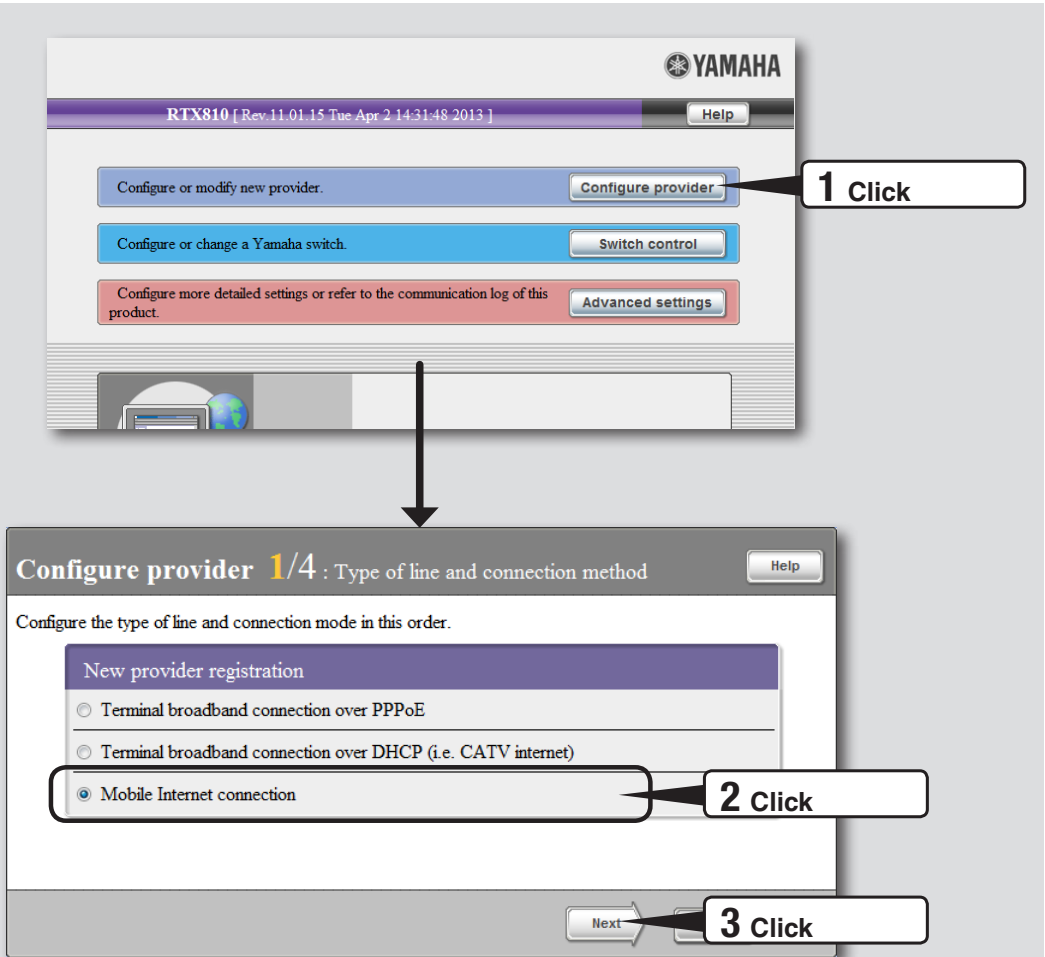 YAMAHA
RTX810 [ Rev.11.01.15 Tue Apr 2 14:31:48 2013 ]
Help
Configure or modify new provider.
Configure provider
1 Click
Configure or change a Yamaha switch.
Switch control
Configure more detailed settings or refer to the communication log of this
product.
Advanced settings
Configure provider 1/4 : Type of line and connection method
Help
Configure the type of line and connection mode in this order.
New provider registration
Terminal broadband connection over PPPoE
Terminal broadband connection over DHCP (i.e. CATV internet)
Mobile Internet connection
2 Click
Next
3 Click